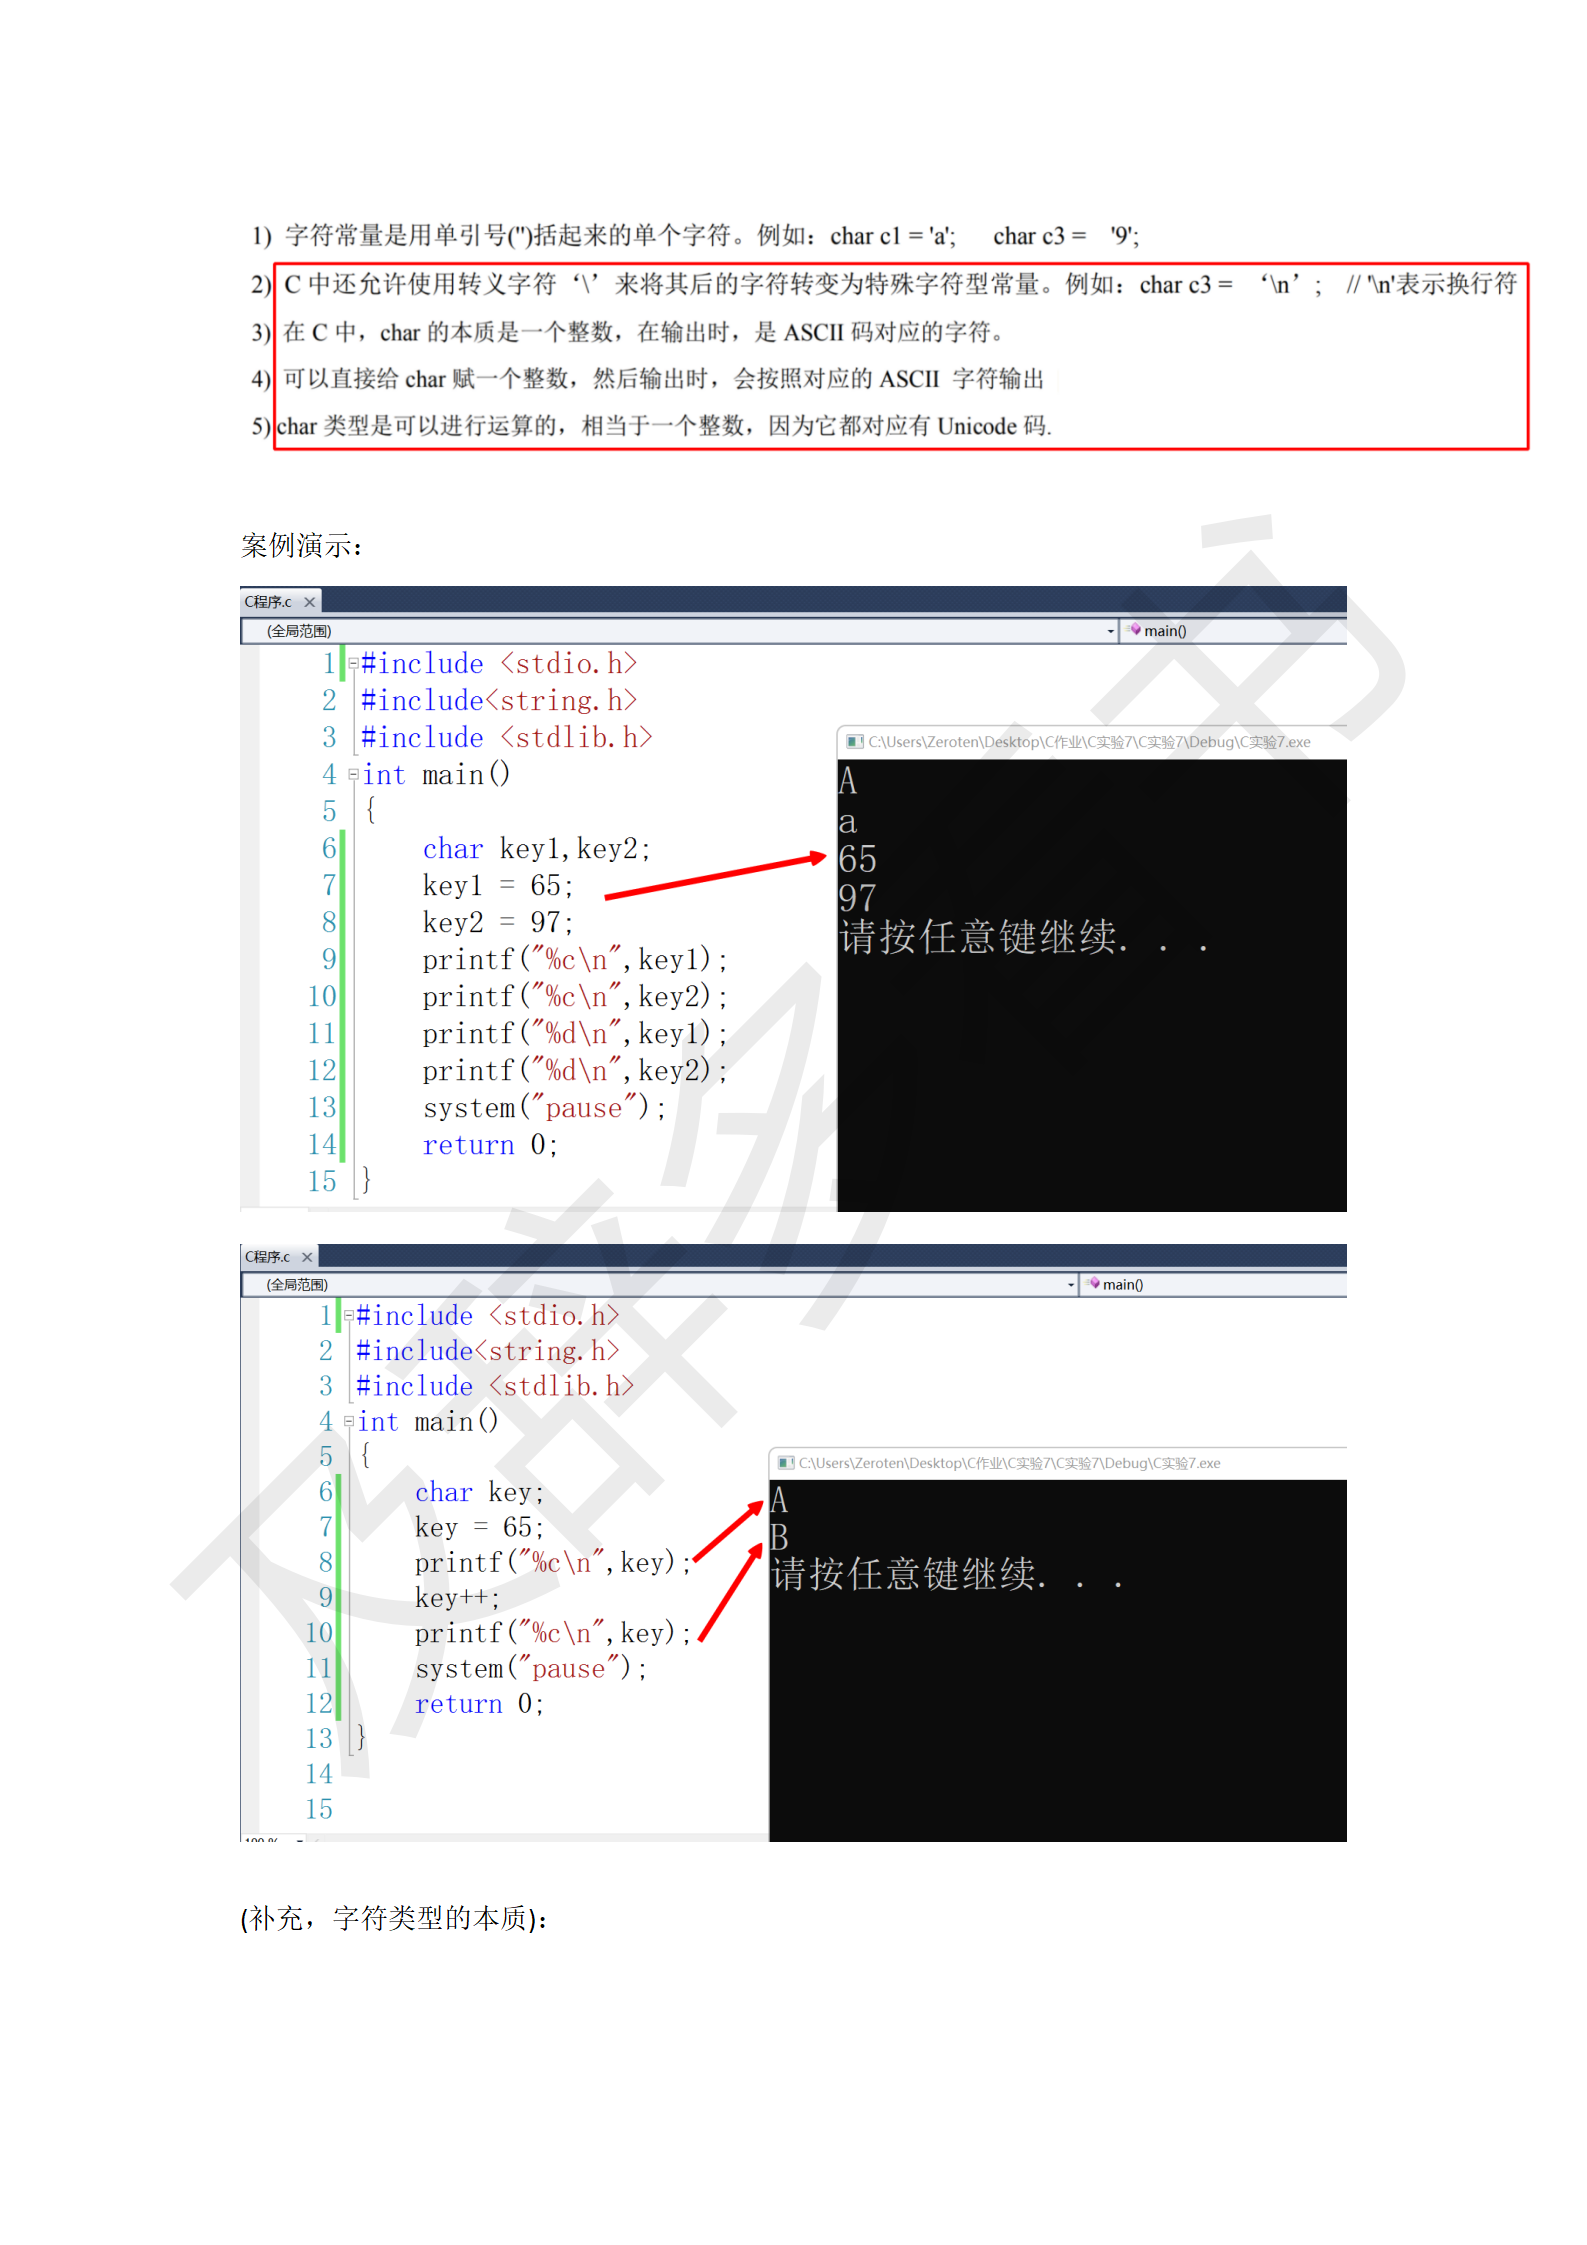 1) 字符常量是用单引号('')括起来的单个字符。例如：char c1 = 'a'; char c3 = '9';
2) C 中还允许使用转义字符‘\’来将其后的字符转变为特殊字符型常量。例如：char c3 = ‘\n’; // '\n'表示换行符
3) 在 C 中，char 的本质是一个整数，在输出时，是 ASCII 码对应的字符。
4) 可以直接给 char 赋一个整数，然后输出时，会按照对应的 ASCII 字符输出
5) char 类型是可以进行运算的，相当于一个整数，因为它都对应有 Unicode 码.
案例演示：
C程序.c
(全局范围) main()
1 #include <stdio.h>
2 #include<string.h>
3 #include <stdlib.h>
4 int main()
5 {
6 char key1,key2;
7 key1 = 65;
8 key2 = 97;
9 printf("%c\n",key1);
10 printf("%c\n",key2);
11 printf("%d\n",key1);
12 printf("%d\n",key2);
13 system("pause");
14 return 0;
15 }
C:\Users\Zeroten\Desktop\C作业\C实验7\C实验7\Debug\C实验7.exe
A
a
65
97
请按任意键继续. . .
C程序.c
(全局范围) main()
1 #include <stdio.h>
2 #include<string.h>
3 #include <stdlib.h>
4 int main()
5 {
6 char key;
7 key = 65;
8 printf("%c\n",key);
9 key++;
10 printf("%c\n",key);
11 system("pause");
12 return 0;
13 }
14
15
C:\Users\Zeroten\Desktop\C作业\C实验7\C实验7\Debug\C实验7.exe
A
B
请按任意键继续. . .
(补充，字符类型的本质)：